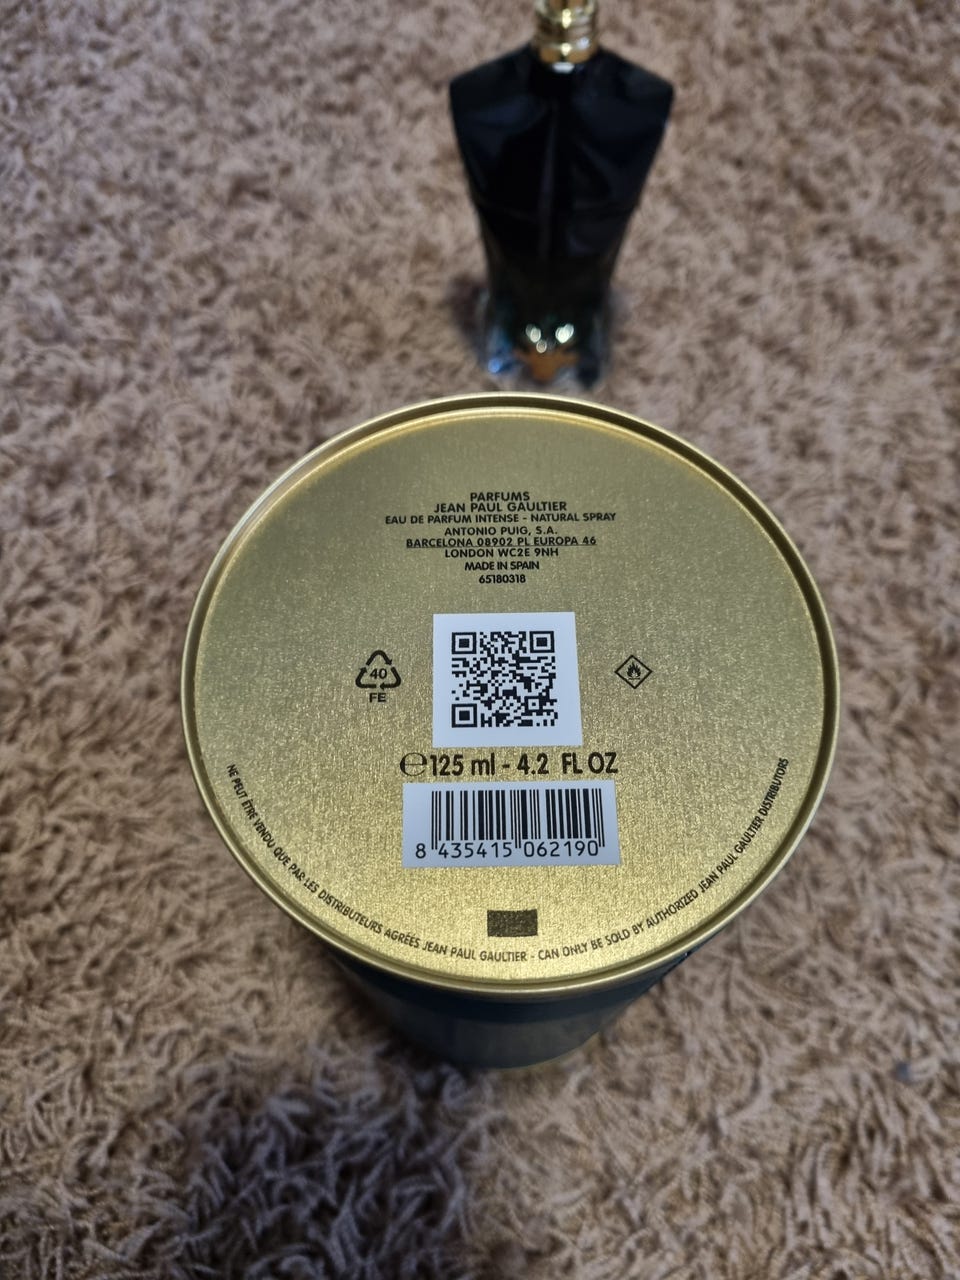 PARFUMS
JEAN PAUL GAULTIER
EAU DE PARFUM INTENSE - NATURAL SPRAY
ANTONIO PUIG, S.A.
BARCELONA 08902 PL EUROPA 46
LONDON WC2E 9NH
MADE IN SPAIN
65180318
40
FE
℮125 ml - 4.2 FL OZ
8 435415 062190
NE PEUT ÊTRE VENDU QUE PAR LES DISTRIBUTEURS AGRÉÉS JEAN PAUL GAULTIER - CAN ONLY BE SOLD BY AUTHORIZED JEAN PAUL GAULTIER DISTRIBUTORS